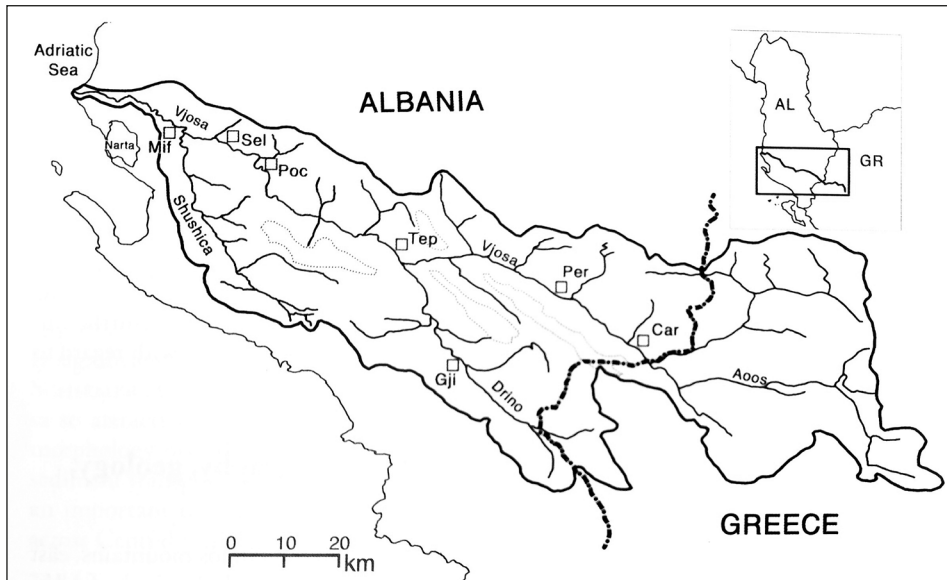 Adriatic
Sea
ALBANIA
AL
GR
Vjosa
Narta
Mif
Sel
Poc
Shushica
Tep
Vjosa
Per
Car
Gji
Drino
Aoos
GREECE
0 10 20
km